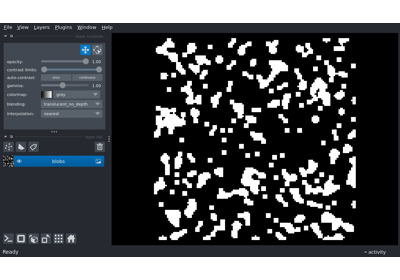 File View Layers Plugins Window Help
opacity: 1.00
contrast limits:
auto-contrast: once continuous
gamma: 1.00
colormap: gray
blending: translucent_no_depth
interpolation: nearest
blobs
Ready activity